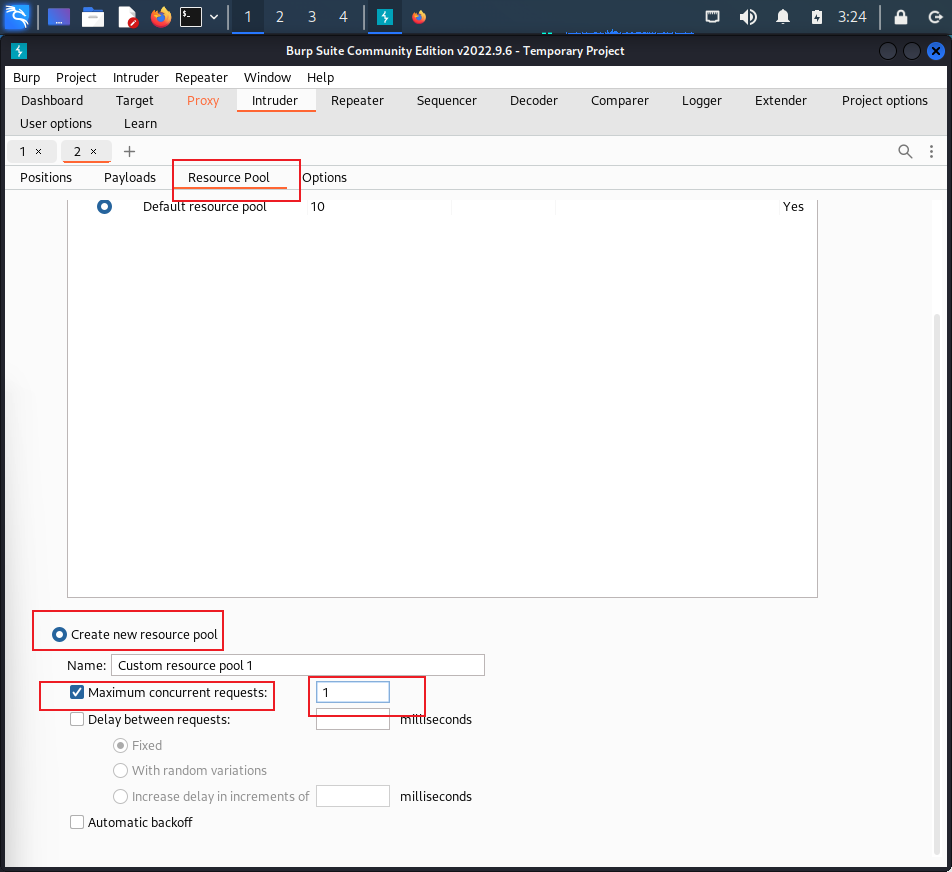 1 2 3 4 3:24
Burp Suite Community Edition v2022.9.6 - Temporary Project
Burp Project Intruder Repeater Window Help
Dashboard Target Proxy Intruder Repeater Sequencer Decoder Comparer Logger Extender Project options
User options Learn
1 × 2 × +
Positions Payloads Resource Pool Options
Default resource pool 10 Yes
Create new resource pool
Name: Custom resource pool 1
Maximum concurrent requests: 1
Delay between requests: milliseconds
Fixed
With random variations
Increase delay in increments of milliseconds
Automatic backoff